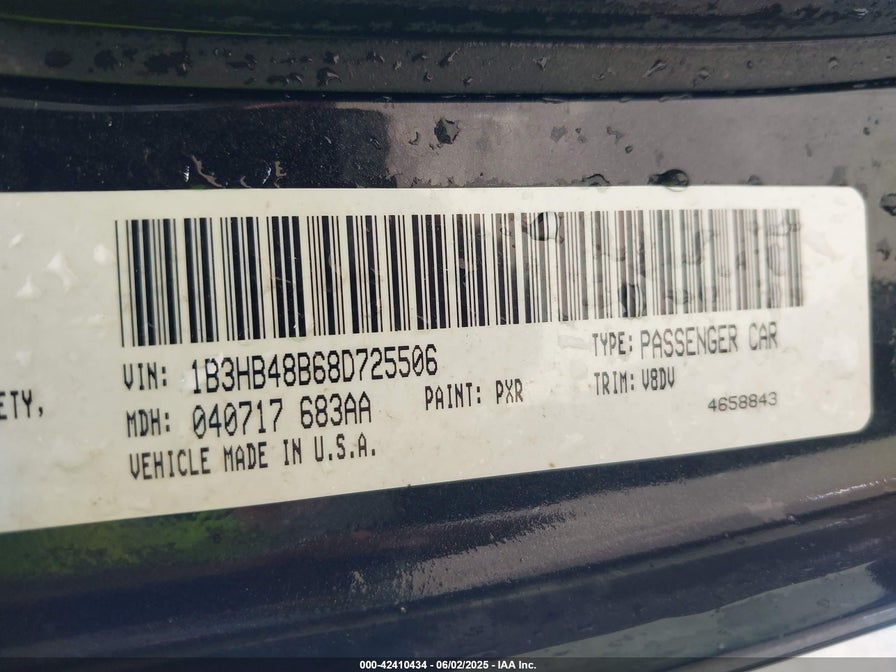 ETY,
VIN: 1B3HB48B68D725506
TYPE: PASSENGER CAR
MDH: 040717 683AA
PAINT: PXR
TRIM: V8DV
VEHICLE MADE IN U.S.A.
4658843
000-42410434 - 06/02/2025 - IAA Inc.